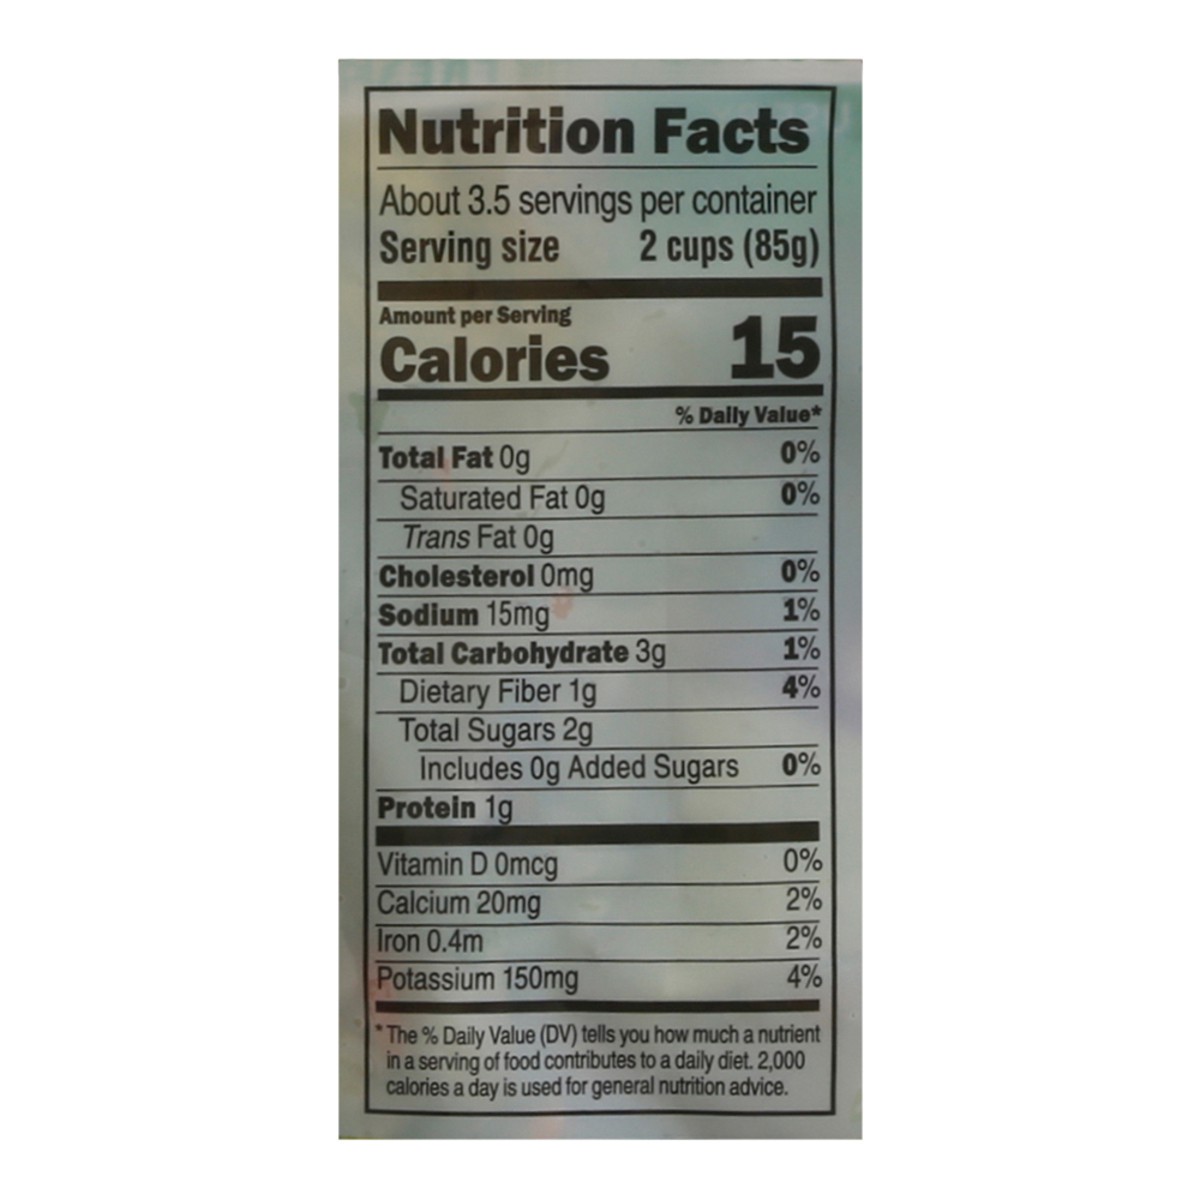 Nutrition Facts
About 3.5 servings per container
Serving size 2 cups (85g)
Amount per Serving
Calories 15
% Daily Value*
Total Fat 0g 0%
Saturated Fat 0g 0%
Trans Fat 0g
Cholesterol 0mg 0%
Sodium 15mg 1%
Total Carbohydrate 3g 1%
Dietary Fiber 1g 4%
Total Sugars 2g
Includes 0g Added Sugars 0%
Protein 1g
Vitamin D 0mcg 0%
Calcium 20mg 2%
Iron 0.4m 2%
Potassium 150mg 4%
* The % Daily Value (DV) tells you how much a nutrient
in a serving of food contributes to a daily diet. 2,000
calories a day is used for general nutrition advice.